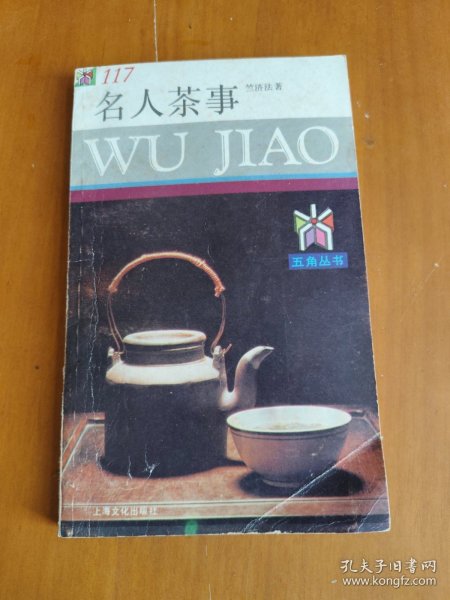 117
名人茶事
竺济法著
WU JIAO
五角丛书
上海文化出版社
孔夫子旧书网
www.kongfz.com